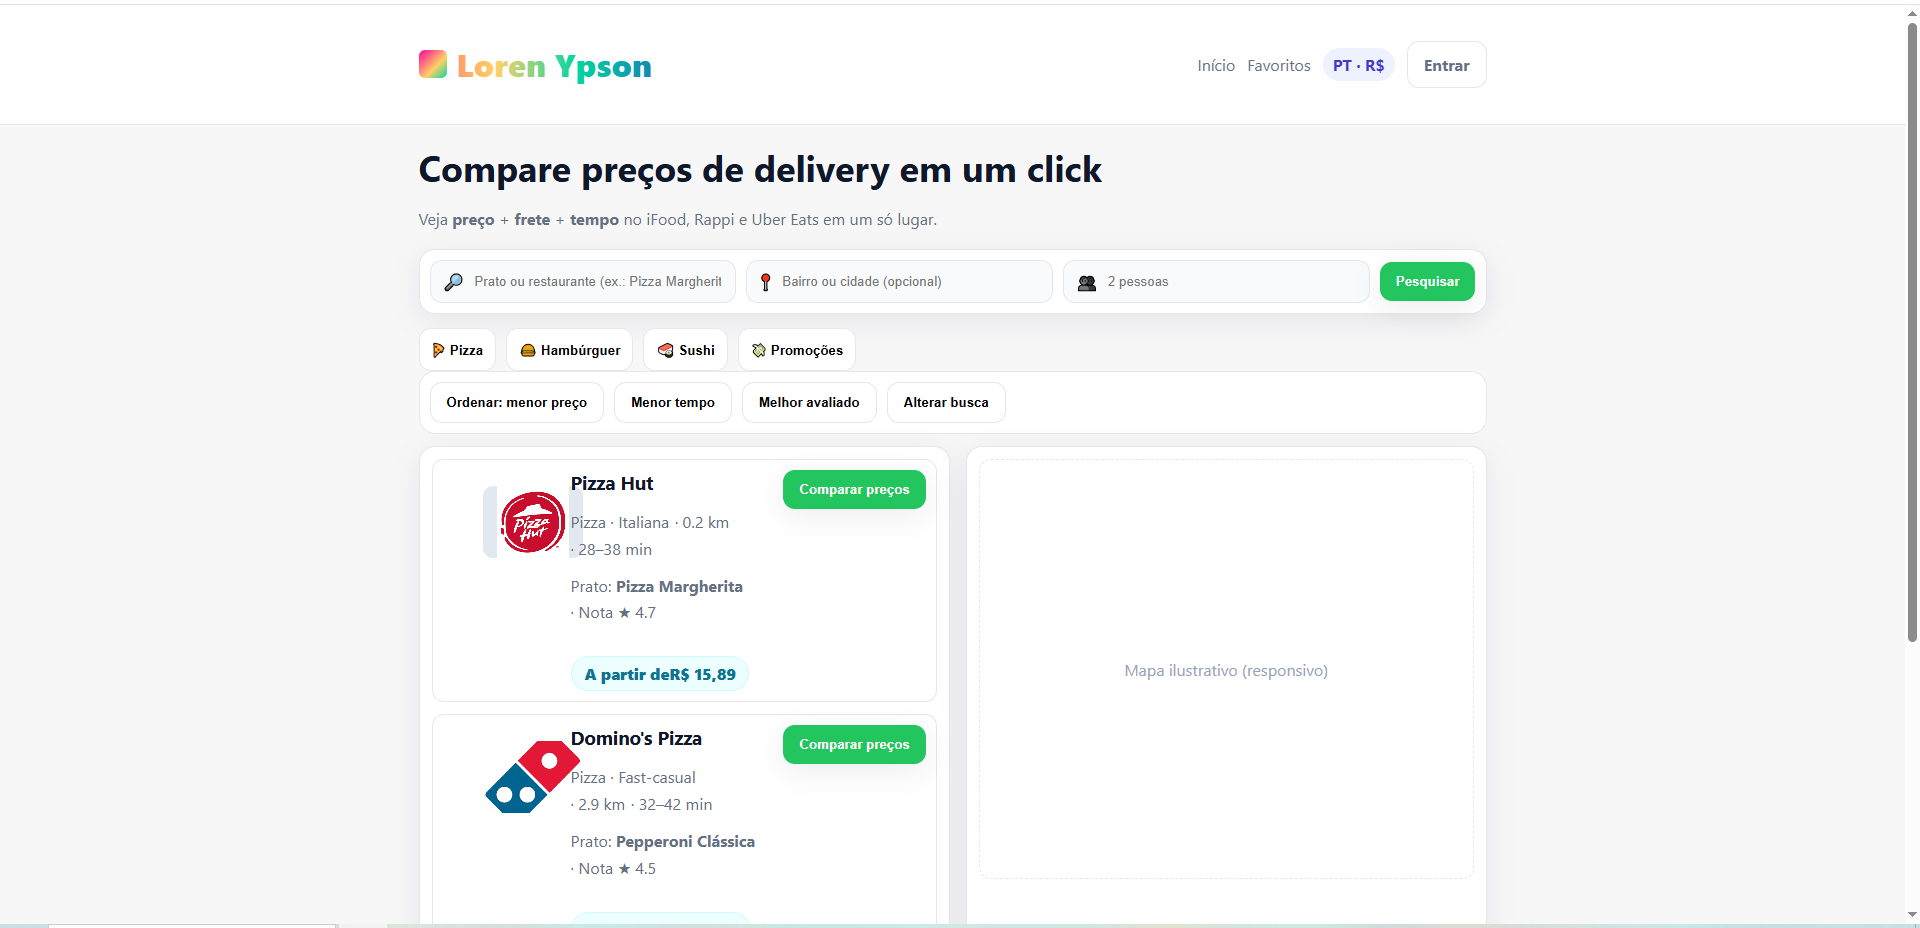 Loren Ypson
Início Favoritos PT · R$ Entrar
Compare preços de delivery em um click
Veja preço + frete + tempo no iFood, Rappi e Uber Eats em um só lugar.
Prato ou restaurante (ex.: Pizza Margherit
Bairro ou cidade (opcional)
2 pessoas
Pesquisar
Pizza Hambúrguer Sushi Promoções
Ordenar: menor preço Menor tempo Melhor avaliado Alterar busca
Pizza Hut
Pizza Hut
Comparar preços
Pizza · Italiana · 0.2 km
· 28–38 min
Prato: Pizza Margherita
· Nota ★ 4.7
A partir deR$ 15,89
Domino's Pizza
Comparar preços
Pizza · Fast-casual
· 2.9 km · 32–42 min
Prato: Pepperoni Clássica
· Nota ★ 4.5
Mapa ilustrativo (responsivo)